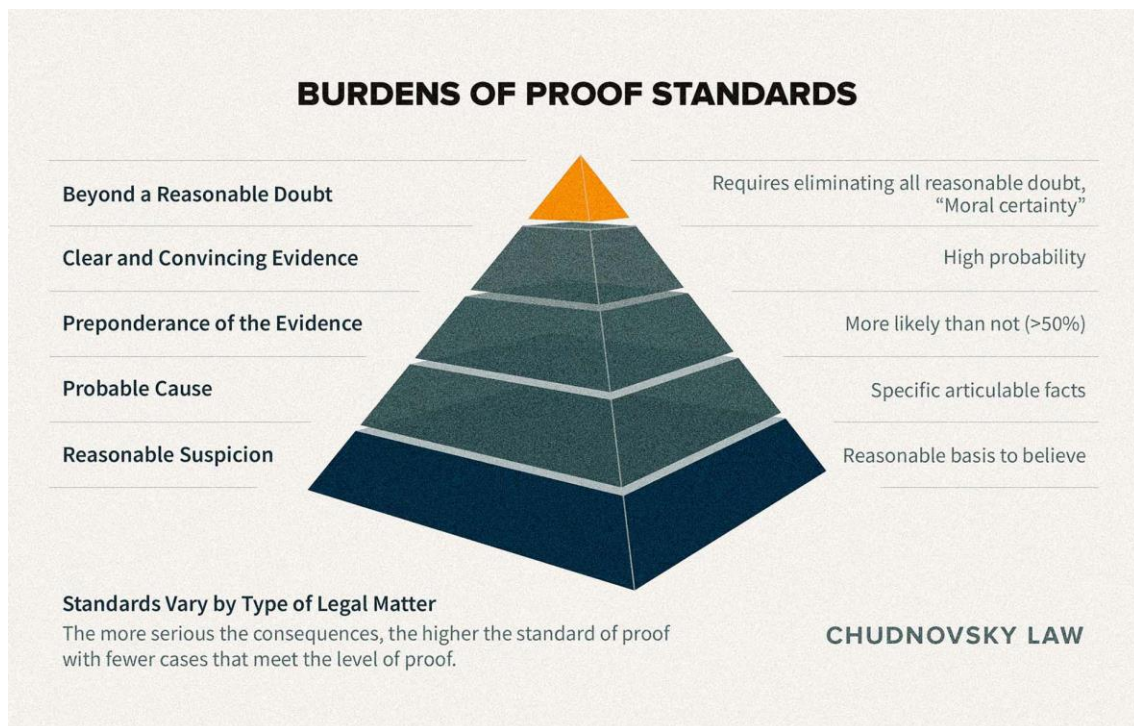 BURDENS OF PROOF STANDARDS
Beyond a Reasonable Doubt
Requires eliminating all reasonable doubt,
“Moral certainty”
Clear and Convincing Evidence
High probability
Preponderance of the Evidence
More likely than not (>50%)
Probable Cause
Specific articulable facts
Reasonable Suspicion
Reasonable basis to believe
Standards Vary by Type of Legal Matter
The more serious the consequences, the higher the standard of proof
with fewer cases that meet the level of proof.
CHUDNOVSKY LAW